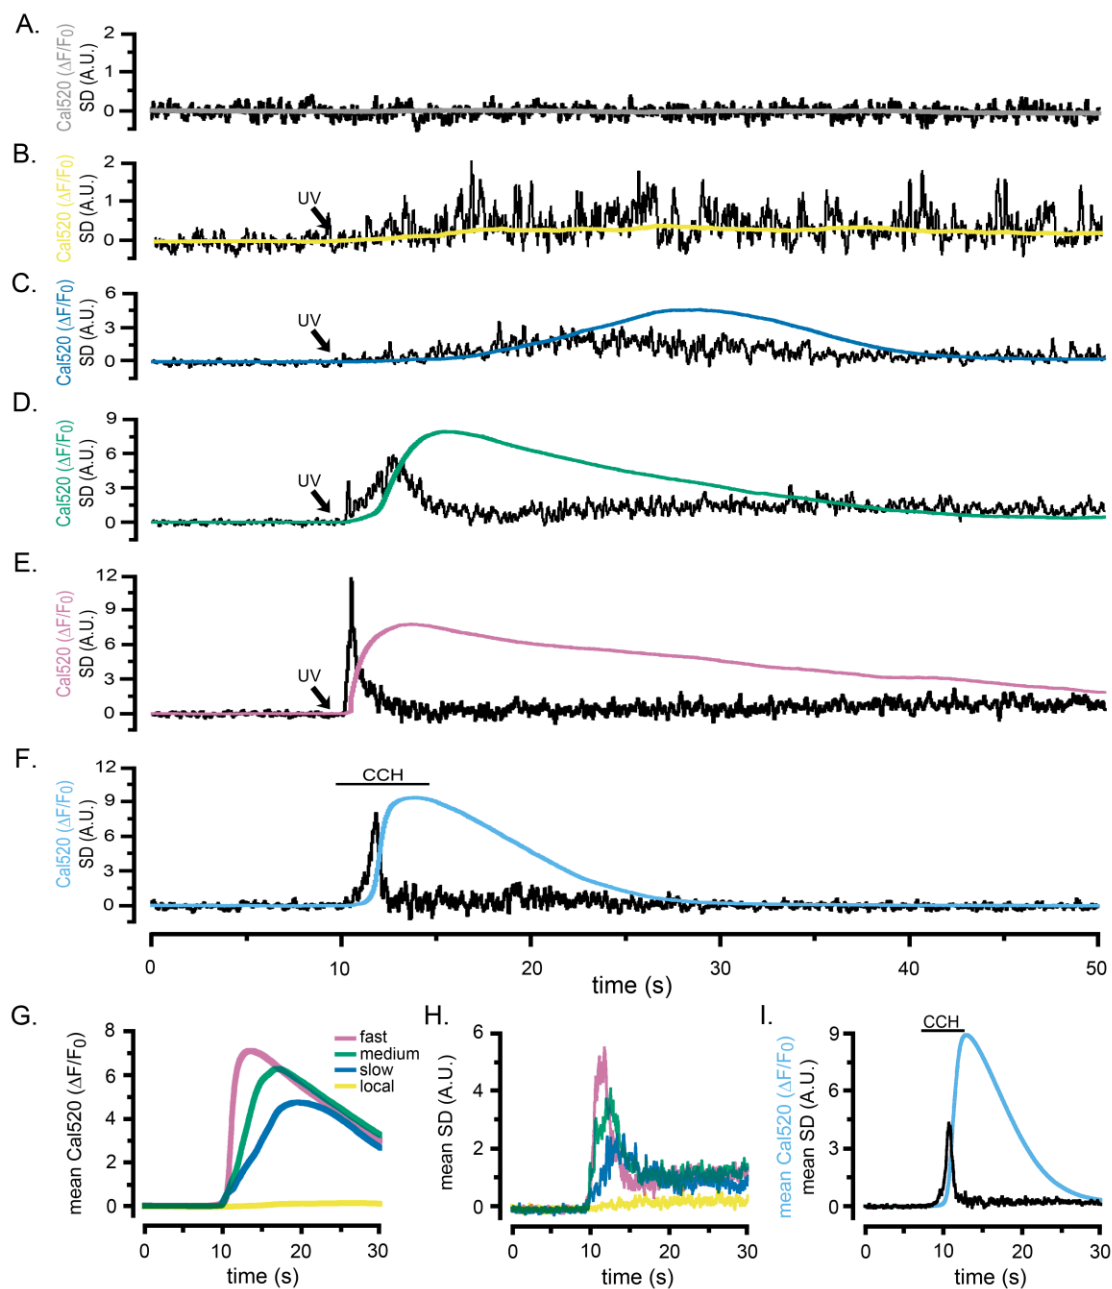 A.
Cal520 (ΔF/F0)
SD (A.U.)
2
1
0
B.
Cal520 (ΔF/F0)
SD (A.U.)
2
1
0
UV
C.
Cal520 (ΔF/F0)
SD (A.U.)
6
3
0
UV
D.
Cal520 (ΔF/F0)
SD (A.U.)
9
6
3
0
UV
E.
Cal520 (ΔF/F0)
SD (A.U.)
12
9
6
3
0
UV
F.
Cal520 (ΔF/F0)
SD (A.U.)
12
9
6
3
0
CCH
0 10 20 30 40 50
time (s)
G.
mean Cal520 (ΔF/F0)
8
6
4
2
0
fast
medium
slow
local
0 10 20 30
time (s)
H.
mean SD (A.U.)
6
4
2
0
0 10 20 30
time (s)
I.
mean Cal520 (ΔF/F0)
mean SD (A.U.)
9
6
3
0
CCH
0 10 20 30
time (s)